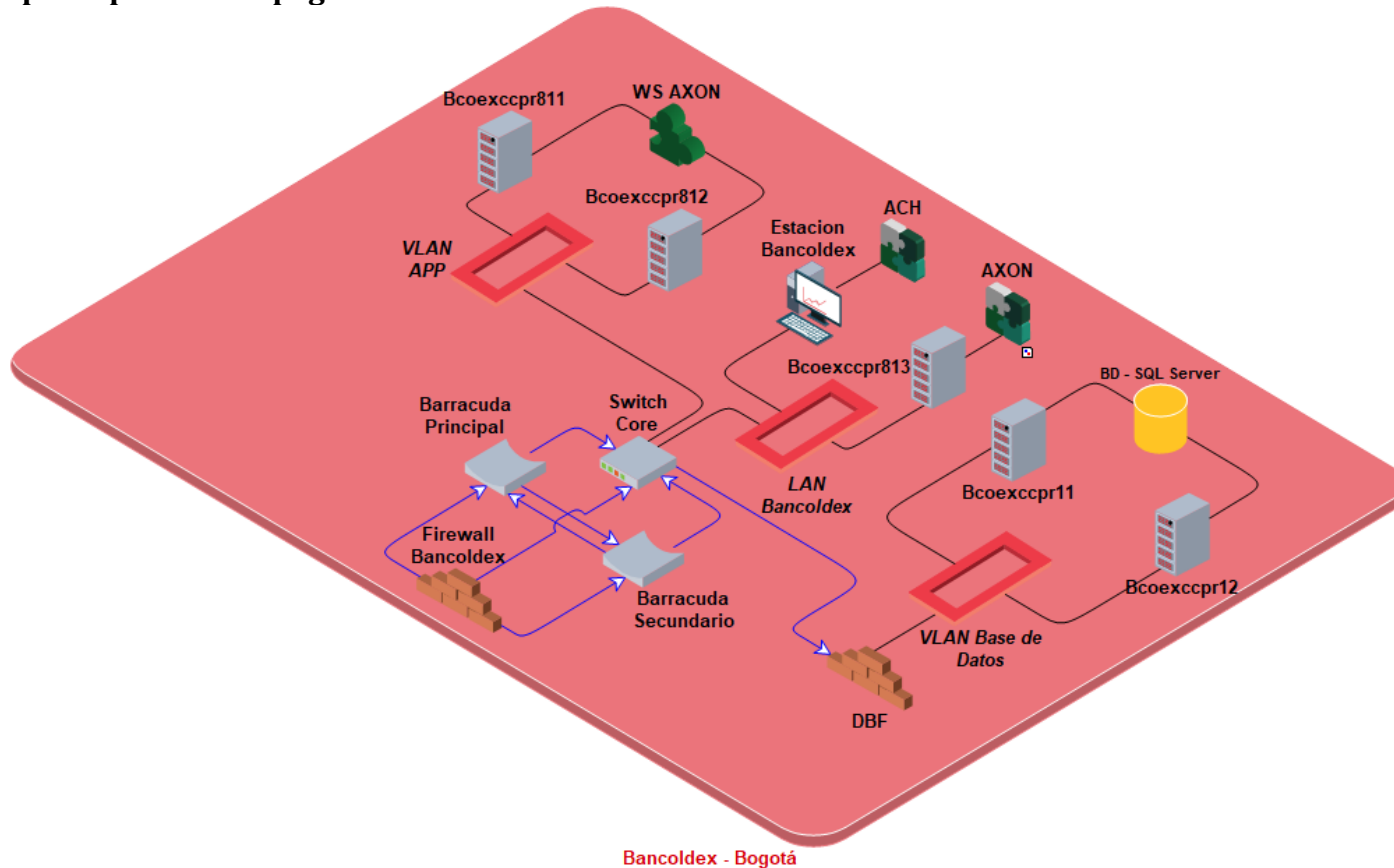 Bcoexccpr811
WS AXON
Bcoexccpr812
VLAN
APP
ACH
Estacion
Bancoldex
AXON
Bcoexccpr813
BD - SQL Server
Barracuda
Principal
Switch
Core
LAN
Bancoldex
Bcoexccpr11
Firewall
Bancoldex
Barracuda
Secundario
Bcoexccpr12
VLAN Base de
Datos
DBF
Bancoldex - Bogotá